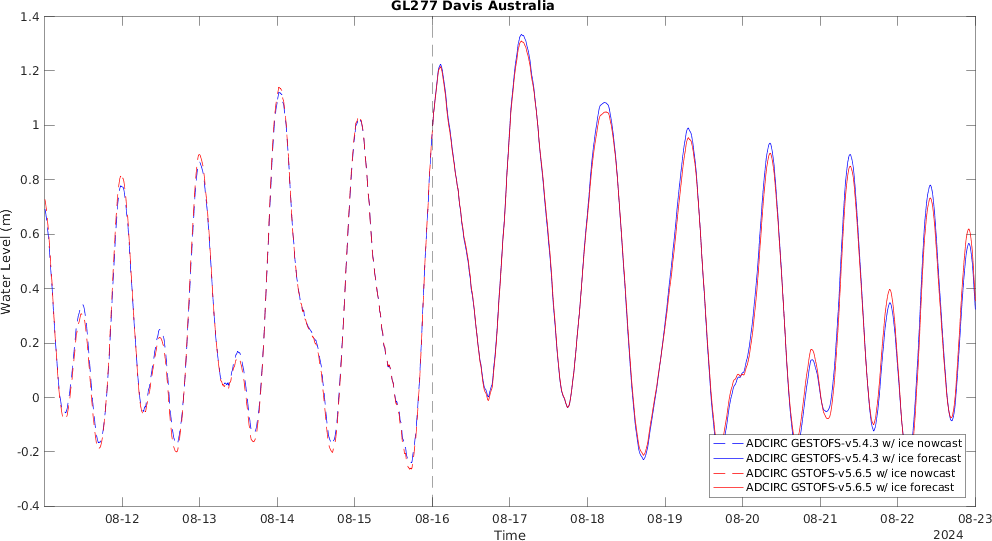 GL277 Davis Australia
1.4
1.2
1
0.8
0.6
0.4
0.2
0
-0.2
-0.4
Water Level (m)
ADCIRC GESTOFS-v5.4.3 w/ ice nowcast
ADCIRC GESTOFS-v5.4.3 w/ ice forecast
ADCIRC GSTOFS-v5.6.5 w/ ice nowcast
ADCIRC GSTOFS-v5.6.5 w/ ice forecast
08-12 08-13 08-14 08-15 08-16 08-17 08-18 08-19 08-20 08-21 08-22 08-23
Time
2024